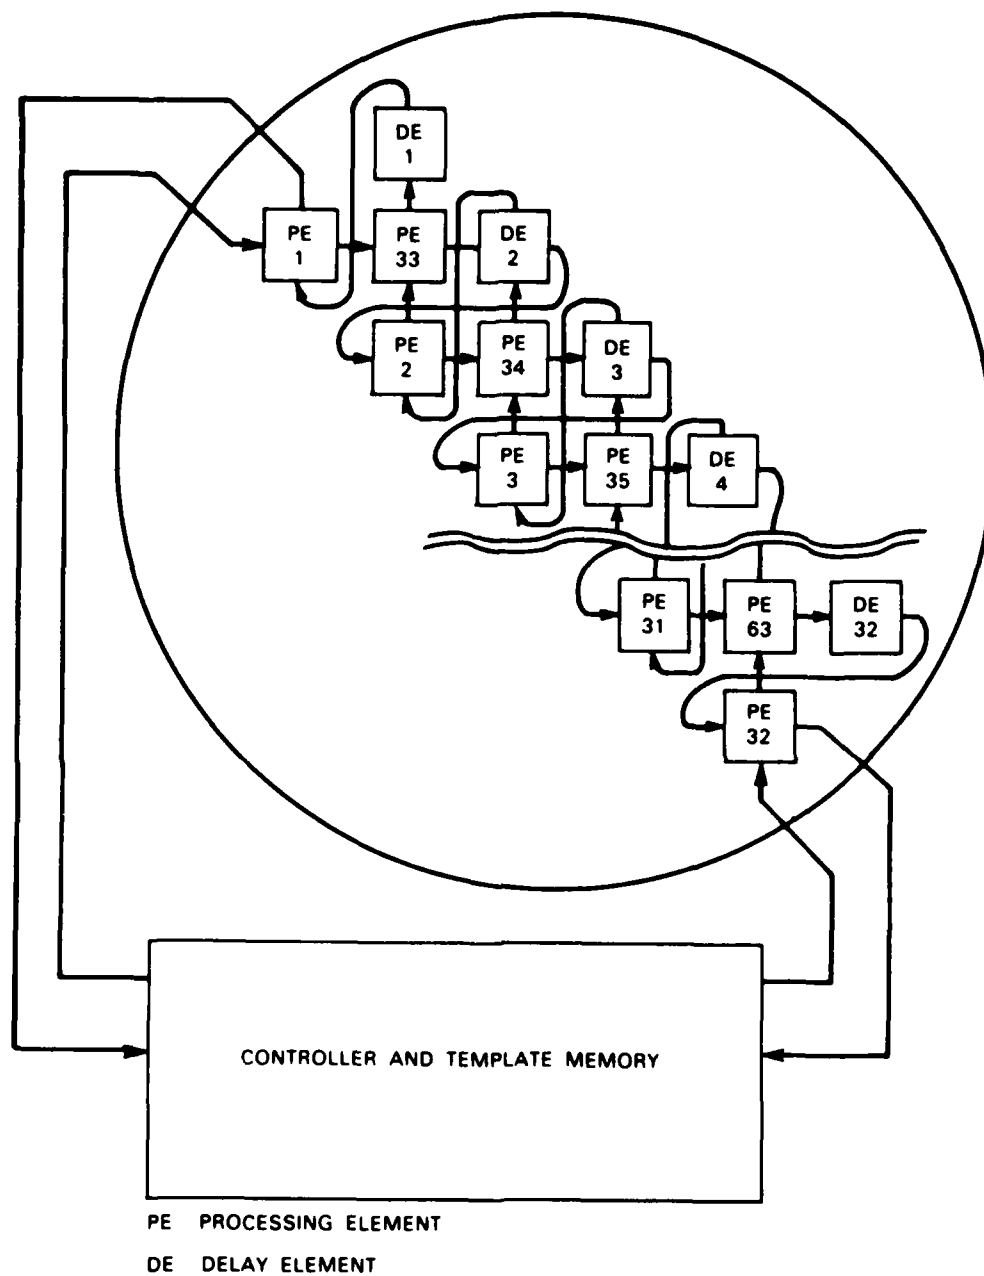 DE
1
PE
1
PE
33
DE
2
PE
2
PE
34
DE
3
PE
3
PE
35
DE
4
PE
31
PE
63
DE
32
PE
32
CONTROLLER AND TEMPLATE MEMORY
PE PROCESSING ELEMENT
DE DELAY ELEMENT